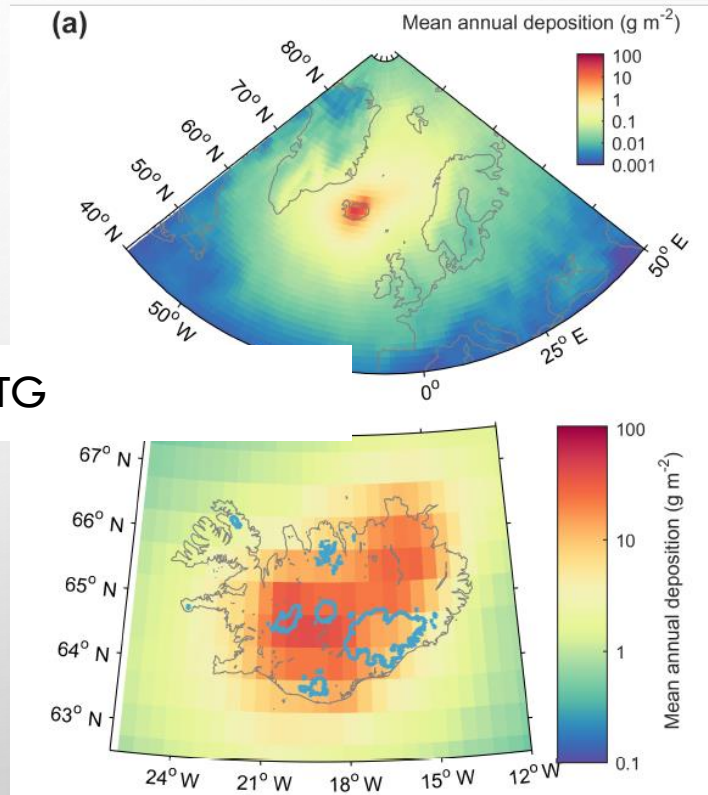 (a)
Mean annual deposition (g m-2)
100
10
1
0.1
0.01
0.001
80° N
70° N
60° N
50° N
40° N
50° W
0°
25° E
50° E
TG
67° N
66° N
65° N
64° N
63° N
24° W
21° W
18° W
15° W
12° W
100
10
1
0.1
Mean annual deposition (g m-2)